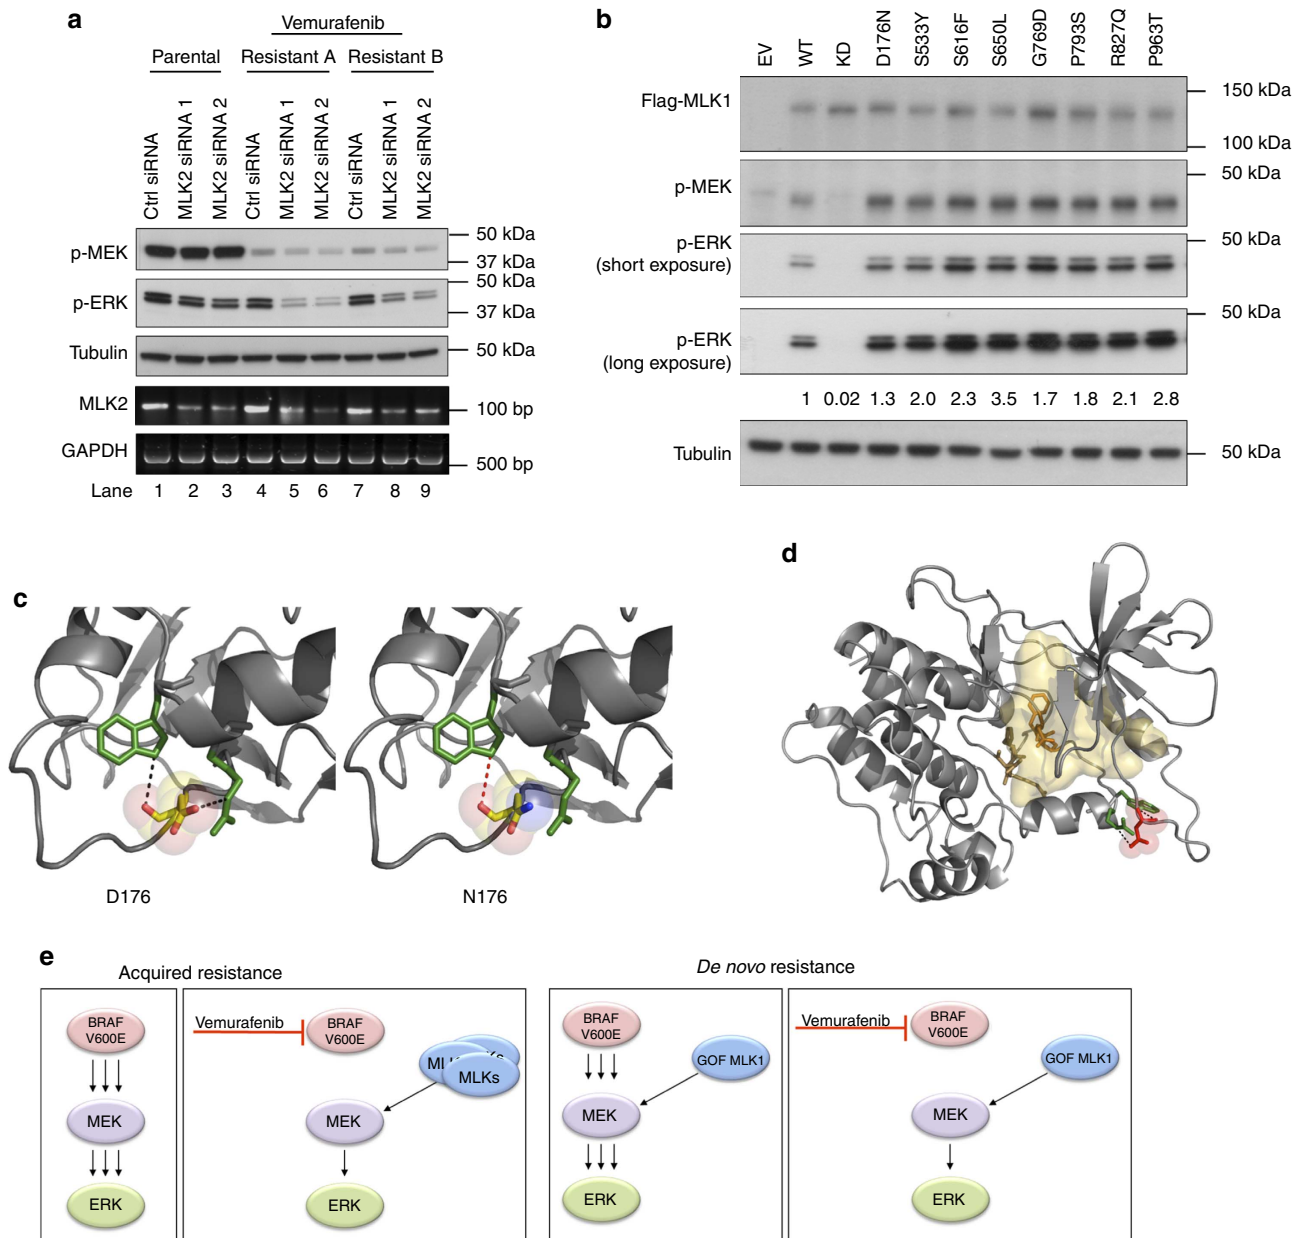 a
Vemurafenib
Parental Resistant A Resistant B
Ctrl siRNA
MLK2 siRNA 1
MLK2 siRNA 2
Ctrl siRNA
MLK2 siRNA 1
MLK2 siRNA 2
Ctrl siRNA
MLK2 siRNA 1
MLK2 siRNA 2
p-MEK
50 kDa
37 kDa
p-ERK
50 kDa
37 kDa
Tubulin
50 kDa
MLK2
100 bp
GAPDH
500 bp
Lane 1 2 3 4 5 6 7 8 9
b
EV
WT
KD
D176N
S533Y
S616F
S650L
G769D
P793S
R827Q
P963T
Flag-MLK1
150 kDa
100 kDa
p-MEK
50 kDa
p-ERK
(short exposure)
50 kDa
p-ERK
(long exposure)
50 kDa
1 0.02 1.3 2.0 2.3 3.5 1.7 1.8 2.1 2.8
Tubulin
50 kDa
c
D176
N176
d
e
Acquired resistance
BRAF
V600E
MEK
ERK
Vemurafenib
BRAF
V600E
MLKs
MEK
ERK
De novo resistance
BRAF
V600E
GOF MLK1
MEK
ERK
Vemurafenib
BRAF
V600E
GOF MLK1
MEK
ERK